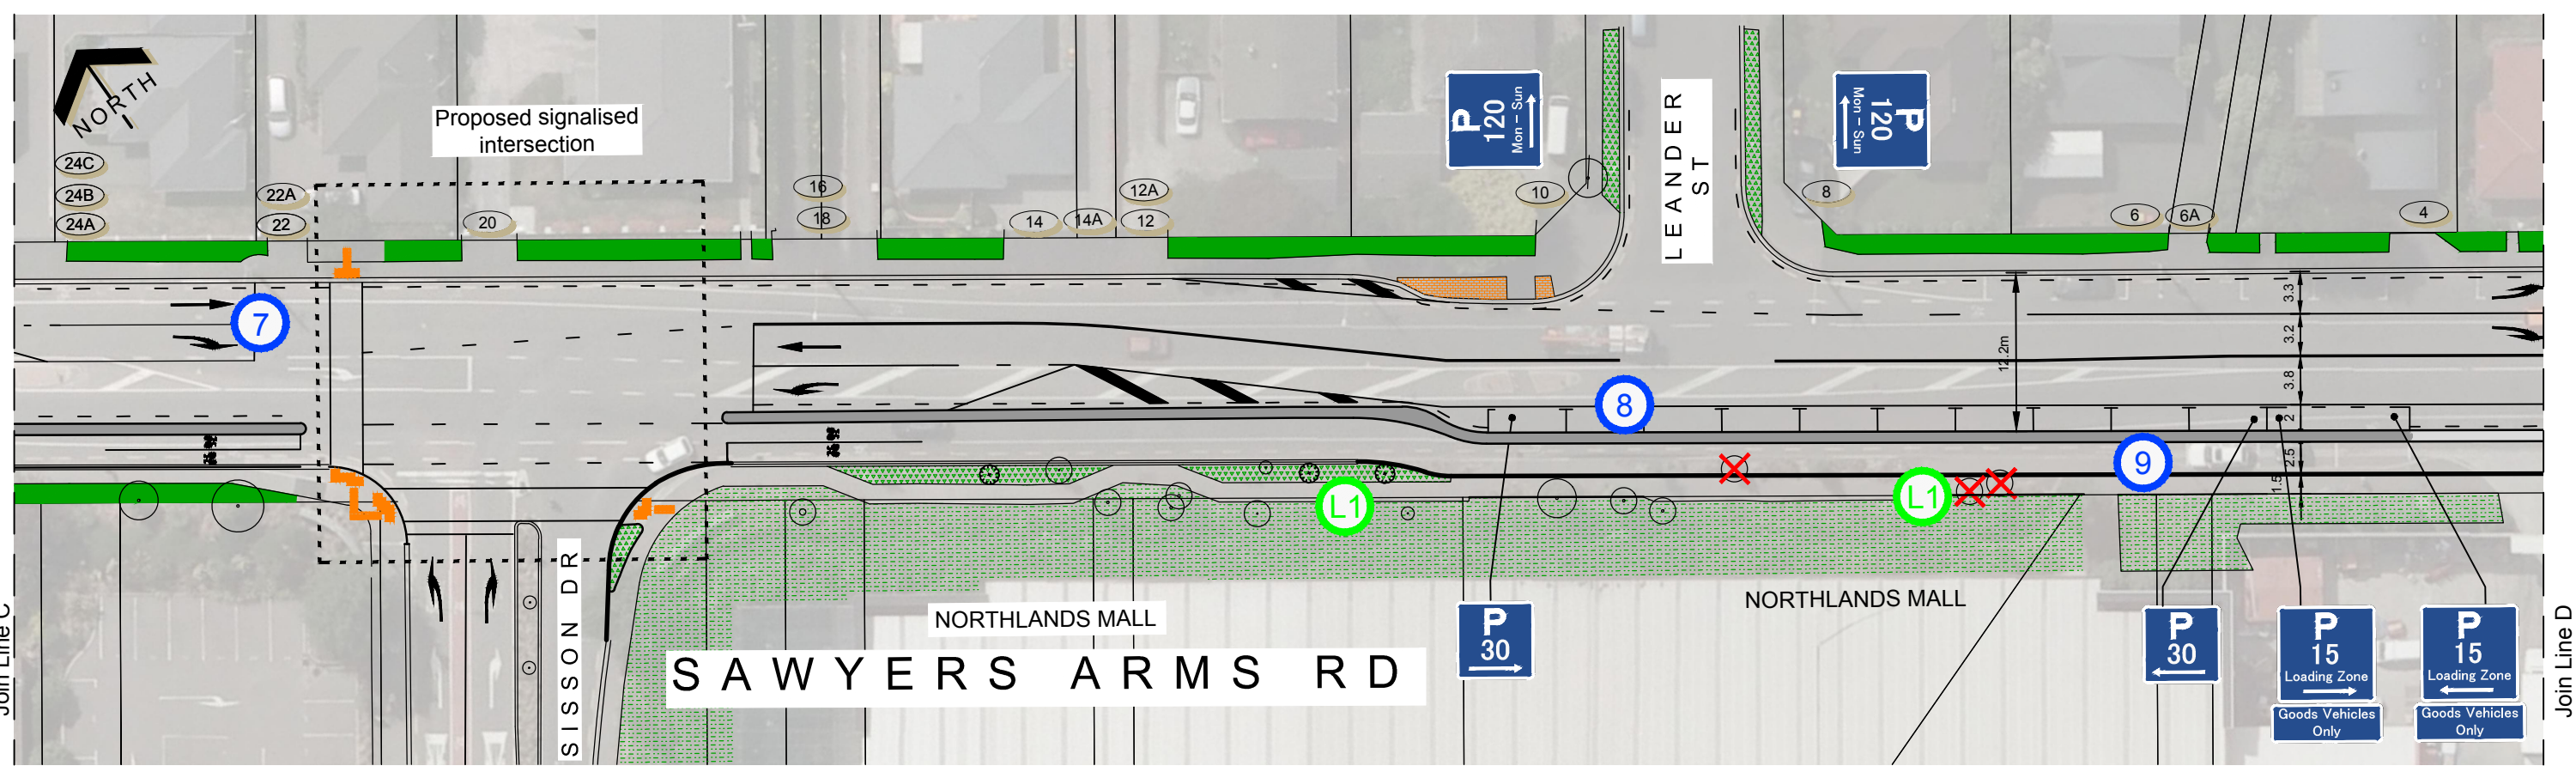 NORTH
Proposed signalised
intersection
24C
24B
24A
22A
22
20
16
18
14
14A
12A
12
10
8
6
6A
4
P
120
Mon - Sun
LEANDER
ST
P
120
Mon - Sun
7
8
9
L1
L1
12.2m
3.3
3.2
3.8
2
2.5
1.5
SISSON DR
NORTHLANDS MALL
NORTHLANDS MALL
SAWYERS ARMS RD
P
30
P
30
P
15
Loading Zone
Goods Vehicles
Only
P
15
Loading Zone
Goods Vehicles
Only
Join Line C
Join Line D